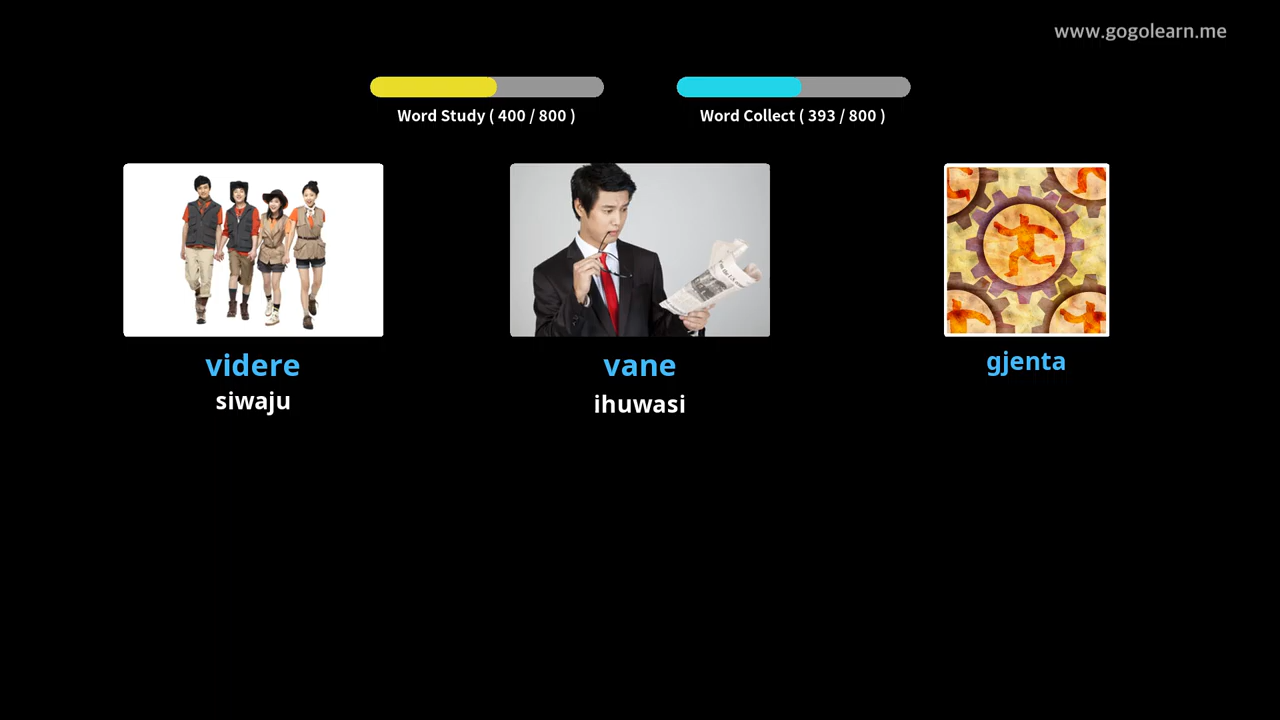 www.gogolearn.me
Word Study ( 400 / 800 )
Word Collect ( 393 / 800 )
videre
siwaju
vane
ihuwasi
gjenta